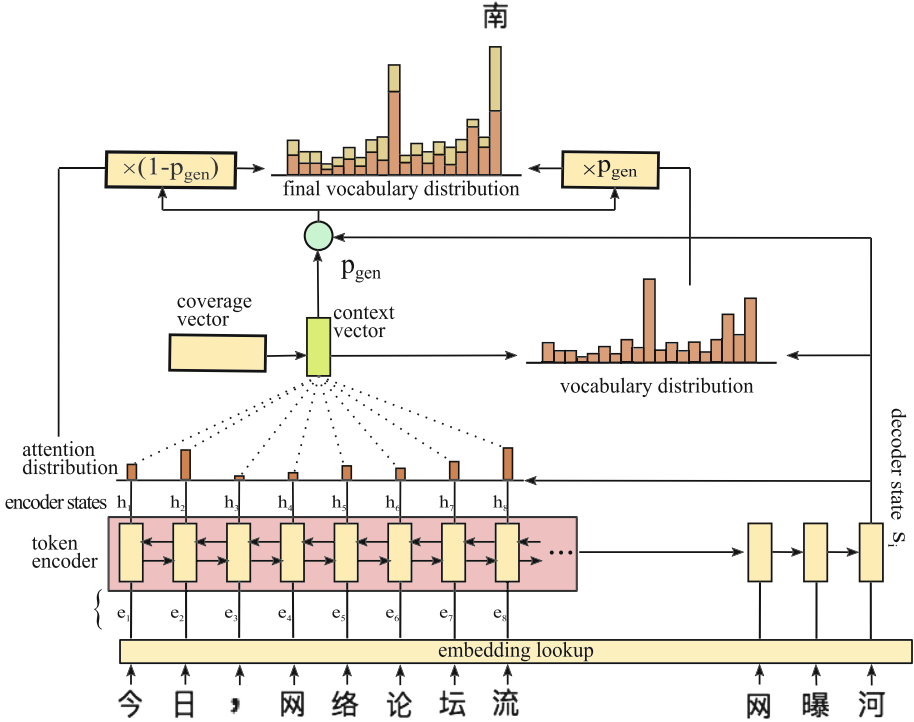 南
×(1-pgen)
×pgen
final vocabulary distribution
pgen
coverage
vector
context
vector
vocabulary distribution
attention
distribution
decoder state si
encoder states h1 h2 h3 h4 h5 h6 h7 h8
token
encoder
...
{ e1 e2 e3 e4 e5 e6 e7 e8
embedding lookup
今 日 , 网 络 论 坛 流 网 曝 河